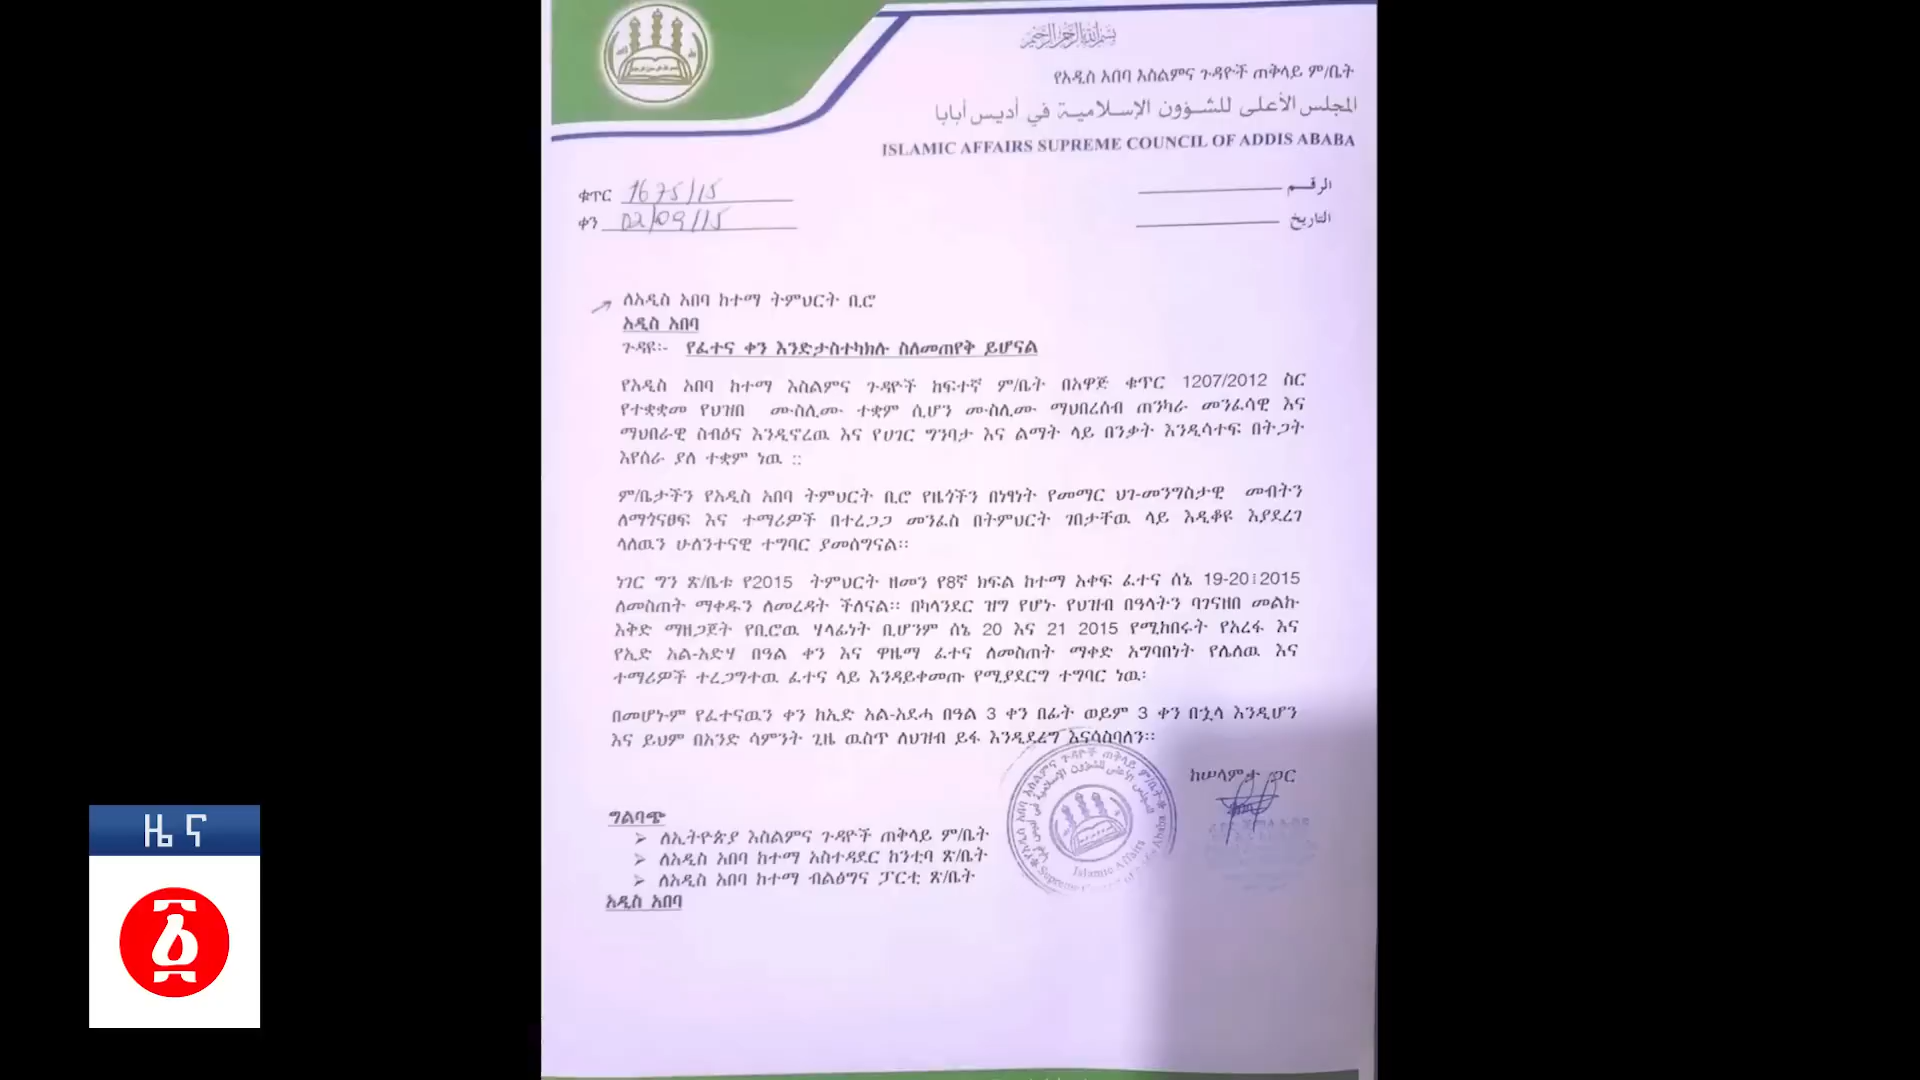 بسم الله الرحمن الرحيم
የአዲስ አበባ እስልምና ጉዳዮች ጠቅላይ ም/ቤት
المجلس الأعلى للشؤون الإسلامية في أديس أبابا
ISLAMIC AFFAIRS SUPREME COUNCIL OF ADDIS ABABA
ቁጥር 1675/15
الرقم
ቀን 02/09/15
التاريخ
ለአዲስ አበባ ከተማ ትምህርት ቢሮ
አዲስ አበባ
ጉዳዩ፡- የፈተና ቀን እንድታስተካክሉ ስለመጠየቅ ይሆናል
የአዲስ አበባ ከተማ እስልምና ጉዳዮች ከፍተኛ ም/ቤት በአዋጅ ቁጥር 1207/2012 ስር
የተቋቋመ የህዝበ ሙስሊሙ ተቋም ሲሆን ሙስሊሙ ማህበረሰብ ጠንካራ መንፈሳዊ እና
ማህበራዊ ስብዕና እንዲኖረዉ እና የሀገር ግንባታ እና ልማት ላይ በንቃት እንዲሳተፍ በትጋት
እየሰራ ያለ ተቋም ነዉ ::
ም/ቤታችን የአዲስ አበባ ትምህርት ቢሮ የዜጎችን በነፃነት የመማር ህገ-መንግስታዊ መብትን
ለማጎናፀፍ እና ተማሪዎች በተረጋጋ መንፈስ በትምህርት ገበታቸዉ ላይ እዲቆዩ እያደረገ
ላለዉን ሁለንተናዊ ተግባር ያመሰግናል፡፡
ነገር ግን ጽ/ቤቱ የ2015 ትምህርት ዘመን የ8ኛ ክፍል ከተማ አቀፍ ፈተና ሰኔ 19-20፤2015
ለመስጠት ማቀዱን ለመረዳት ችለናል፡፡ በካላንደር ዝግ የሆኑ የህዝብ በዓላትን ባገናዘበ መልኩ
እቅድ ማዘጋጀት የቢሮዉ ሃላፊነት ቢሆንም ሰኔ 20 እና 21 2015 የሚከበሩት የአረፋ እና
የኢድ አል-አድሃ በዓል ቀን እና ዋዜማ ፈተና ለመስጠት ማቀድ አግባበነት የሌለዉ እና
ተማሪዎች ተረጋግተዉ ፈተና ላይ እንዳይቀመጡ የሚያደርግ ተግባር ነዉ፡
በመሆኑም የፈተናዉን ቀን ከኢድ አል-አደሓ በዓል 3 ቀን በፊት ወይም 3 ቀን በኋላ እንዲሆን
እና ይህም በአንድ ሳምንት ጊዜ ዉስጥ ለህዝብ ይፋ እንዲደረግ እናሳስባለን፡፡
ከሠላምታ ጋር
ግልባጭ
ለኢትዮጵያ እስልምና ጉዳዮች ጠቅላይ ም/ቤት
ለአዲስ አበባ ከተማ አስተዳደር ከንቲባ ጽ/ቤት
ለአዲስ አበባ ከተማ ብልፅግና ፓርቲ ጽ/ቤት
አዲስ አበባ
ዜና